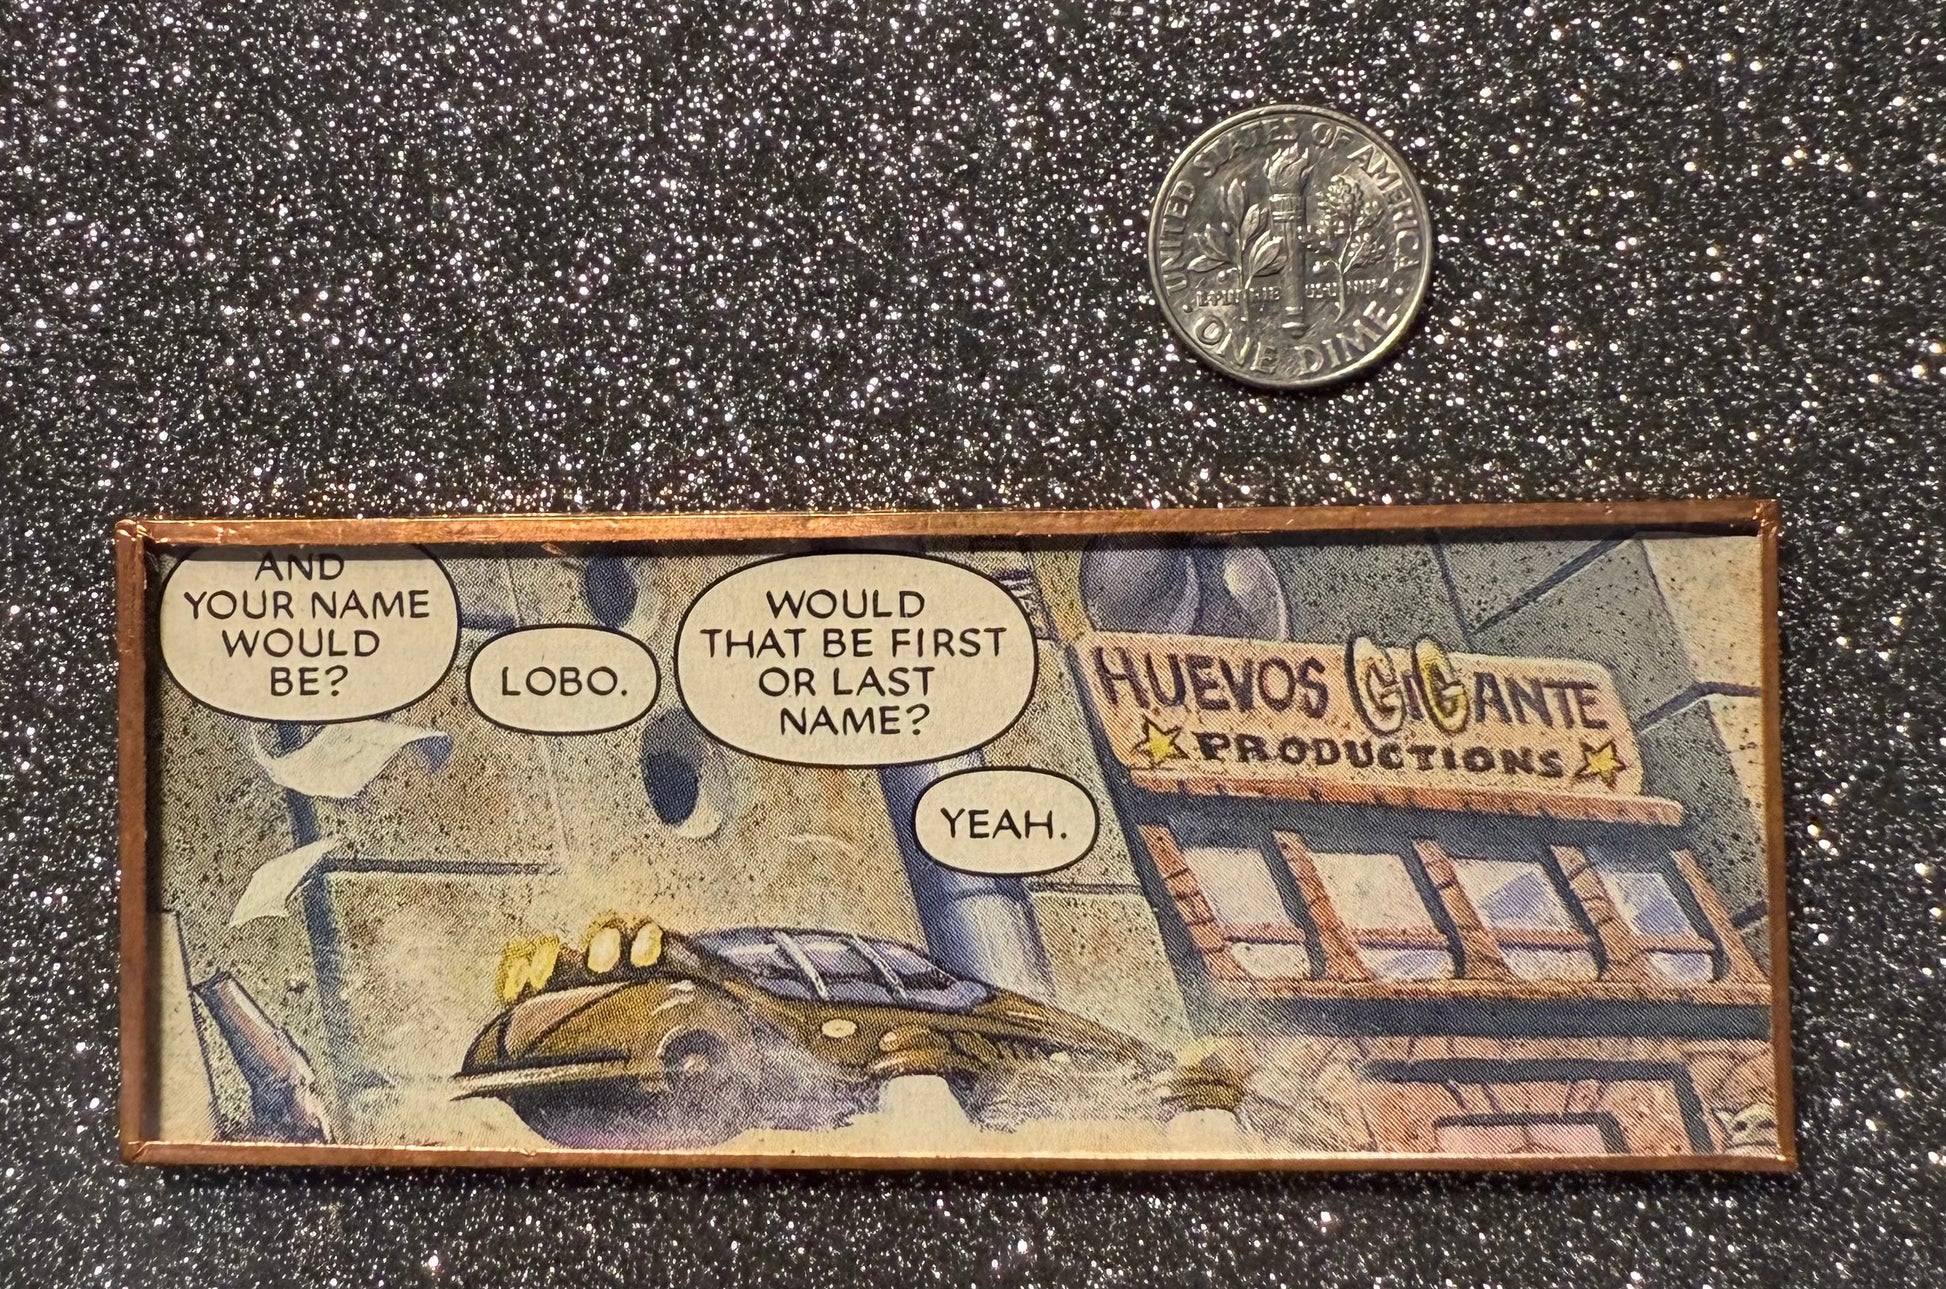 UNITED STATES OF AMERICA
ONE DIME
AND
YOUR NAME
WOULD
BE?
LOBO.
WOULD
THAT BE FIRST
OR LAST
NAME?
YEAH.
HUEVOS GIGANTE
PRODUCTIONS